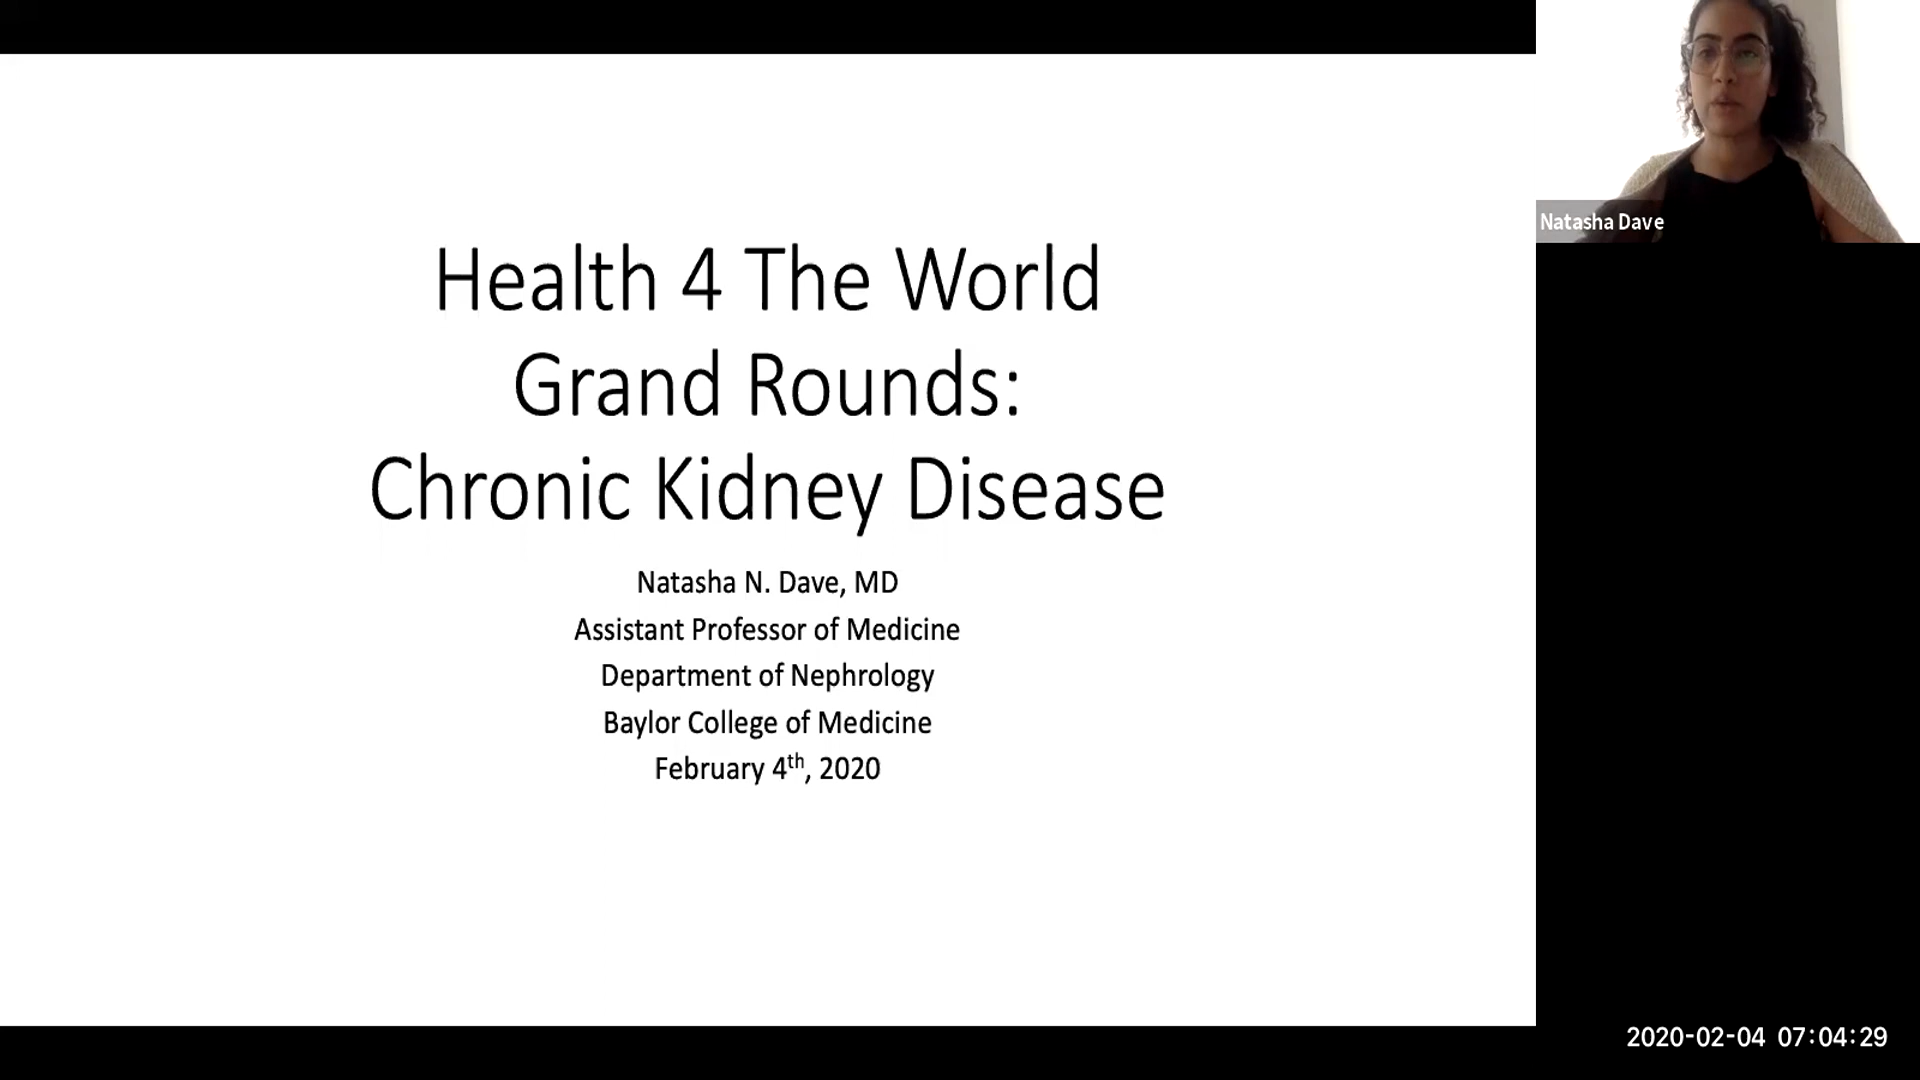 Health 4 The World
Grand Rounds:
Chronic Kidney Disease
Natasha N. Dave, MD
Assistant Professor of Medicine
Department of Nephrology
Baylor College of Medicine
February 4th, 2020
Natasha Dave
2020-02-04 07:04:29